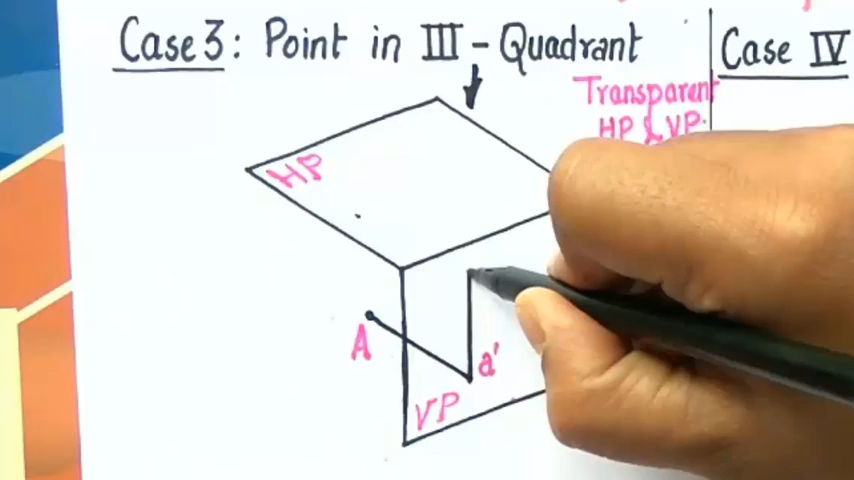 Case 3: Point in III - Quadrant
Case IV
Transparent
HP & VP.
HP
A
a'
VP